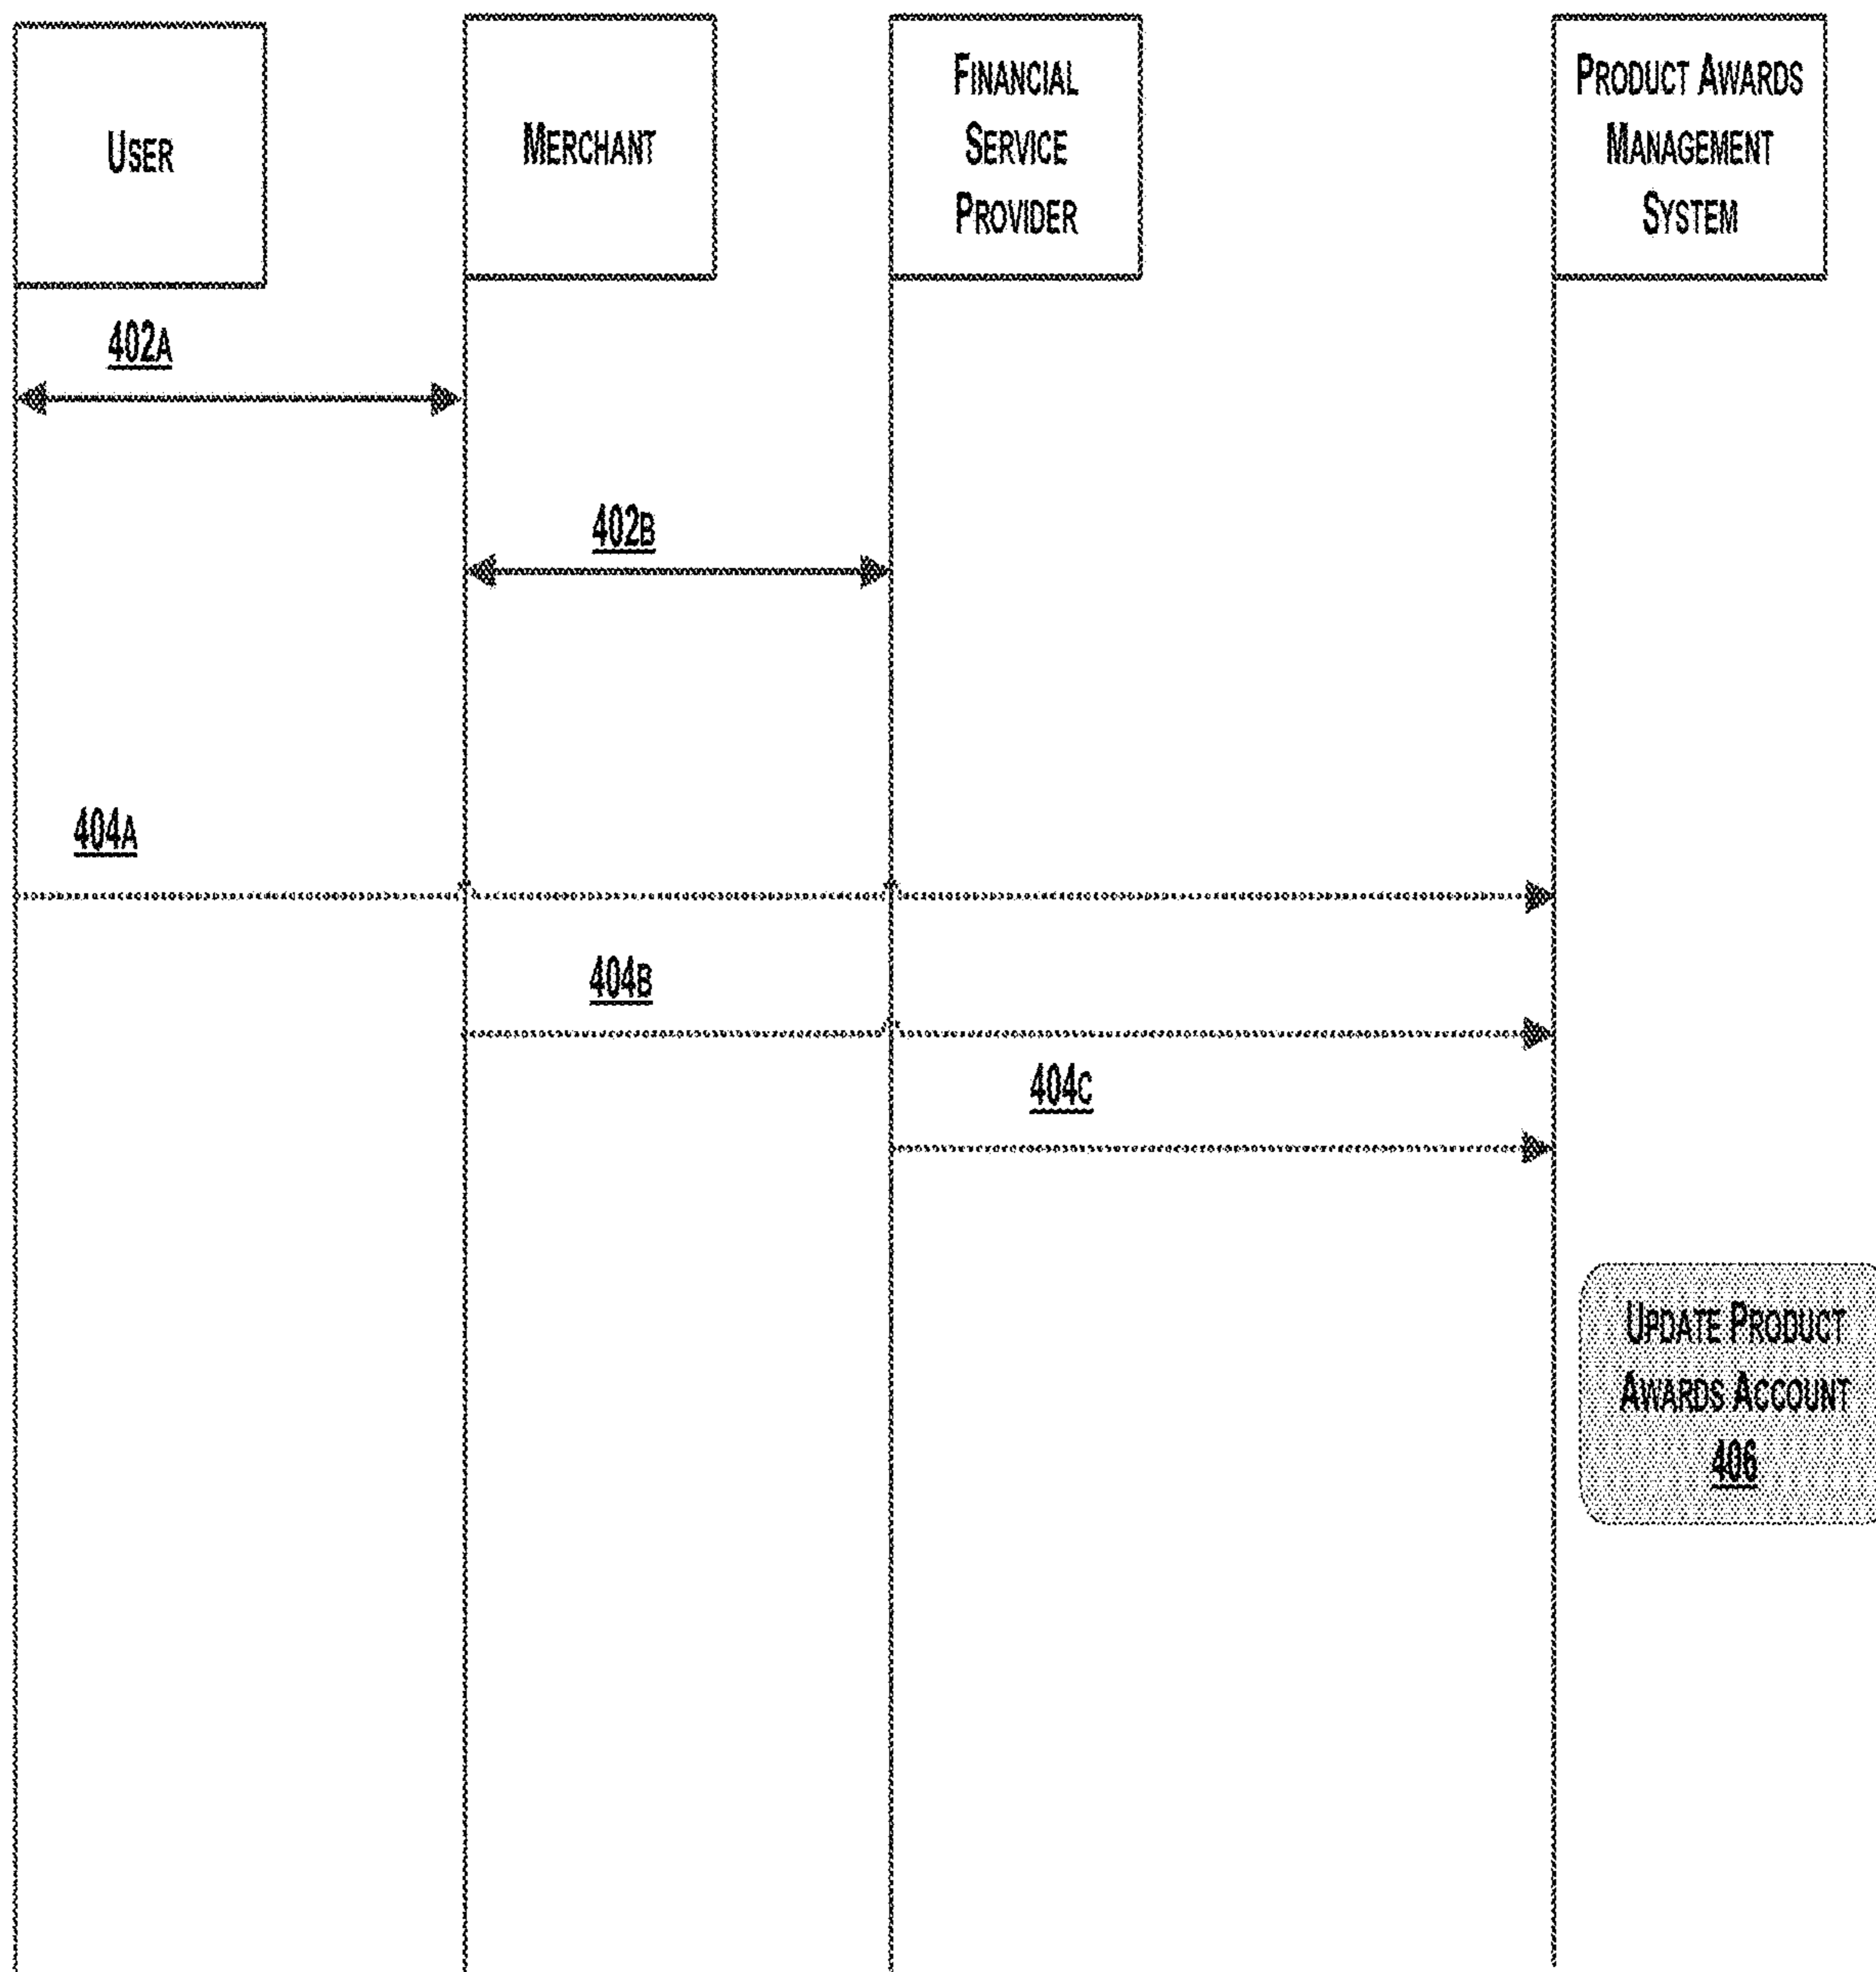 USER
MERCHANT
FINANCIAL
SERVICE
PROVIDER
PRODUCT AWARDS
MANAGEMENT
SYSTEM
402A
402B
404A
404B
404C
UPDATE PRODUCT
AWARDS ACCOUNT
406